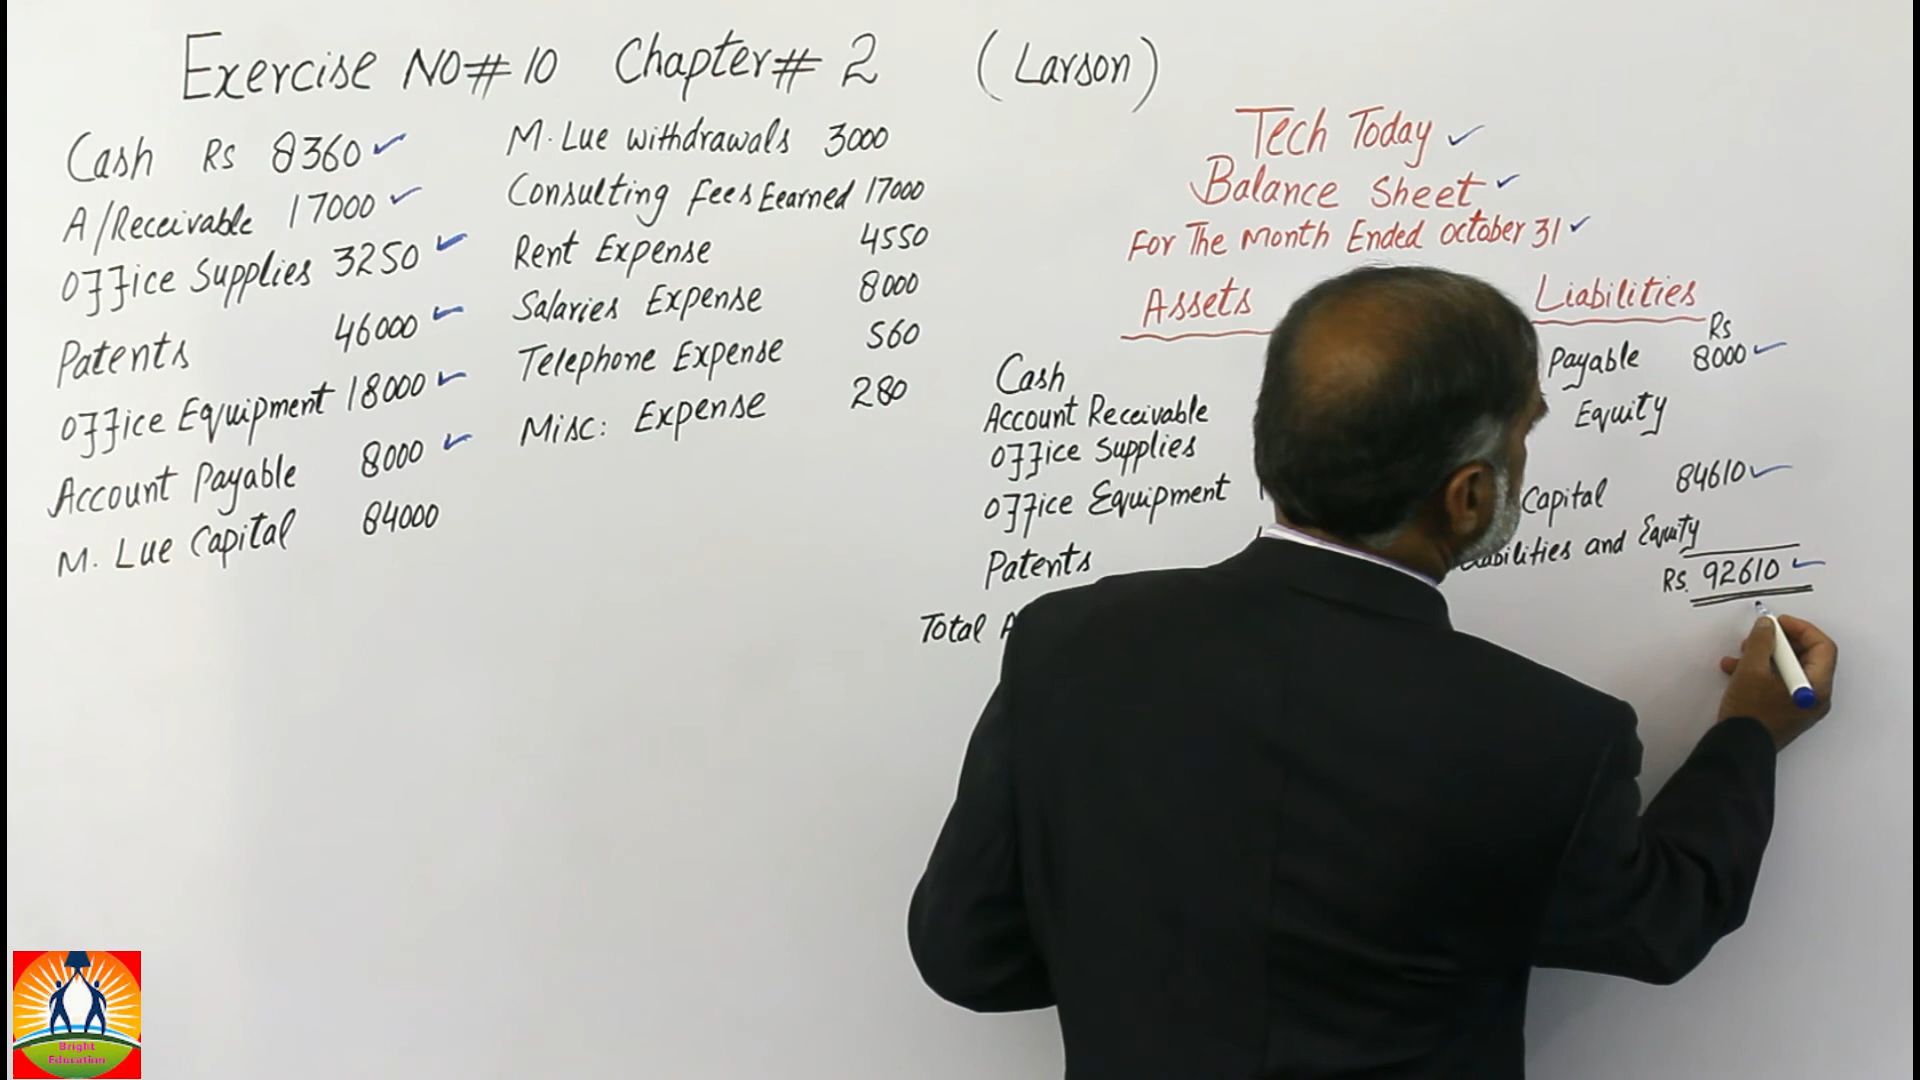 Exercise NO# 10 Chapter# 2 (Larson)
Cash Rs 8360
A/Receivable 17000
Office Supplies 3250
Patents 46000
Office Equipment 18000
Account Payable 8000
M. Lue Capital 84000
M. Lue withdrawals 3000
Consulting fees Eearned 17000
Rent Expense 4550
Salaries Expense 8000
Telephone Expense 560
Misc: Expense 280
Tech Today
Balance Sheet
For The Month Ended October 31
Assets
Cash
Account Receivable
Office Supplies
Office Equipment
Patents
Total
Liabilities
Rs
Payable 8000
Equity
Capital 84610
and Equity
Rs. 92610
Bright
Education